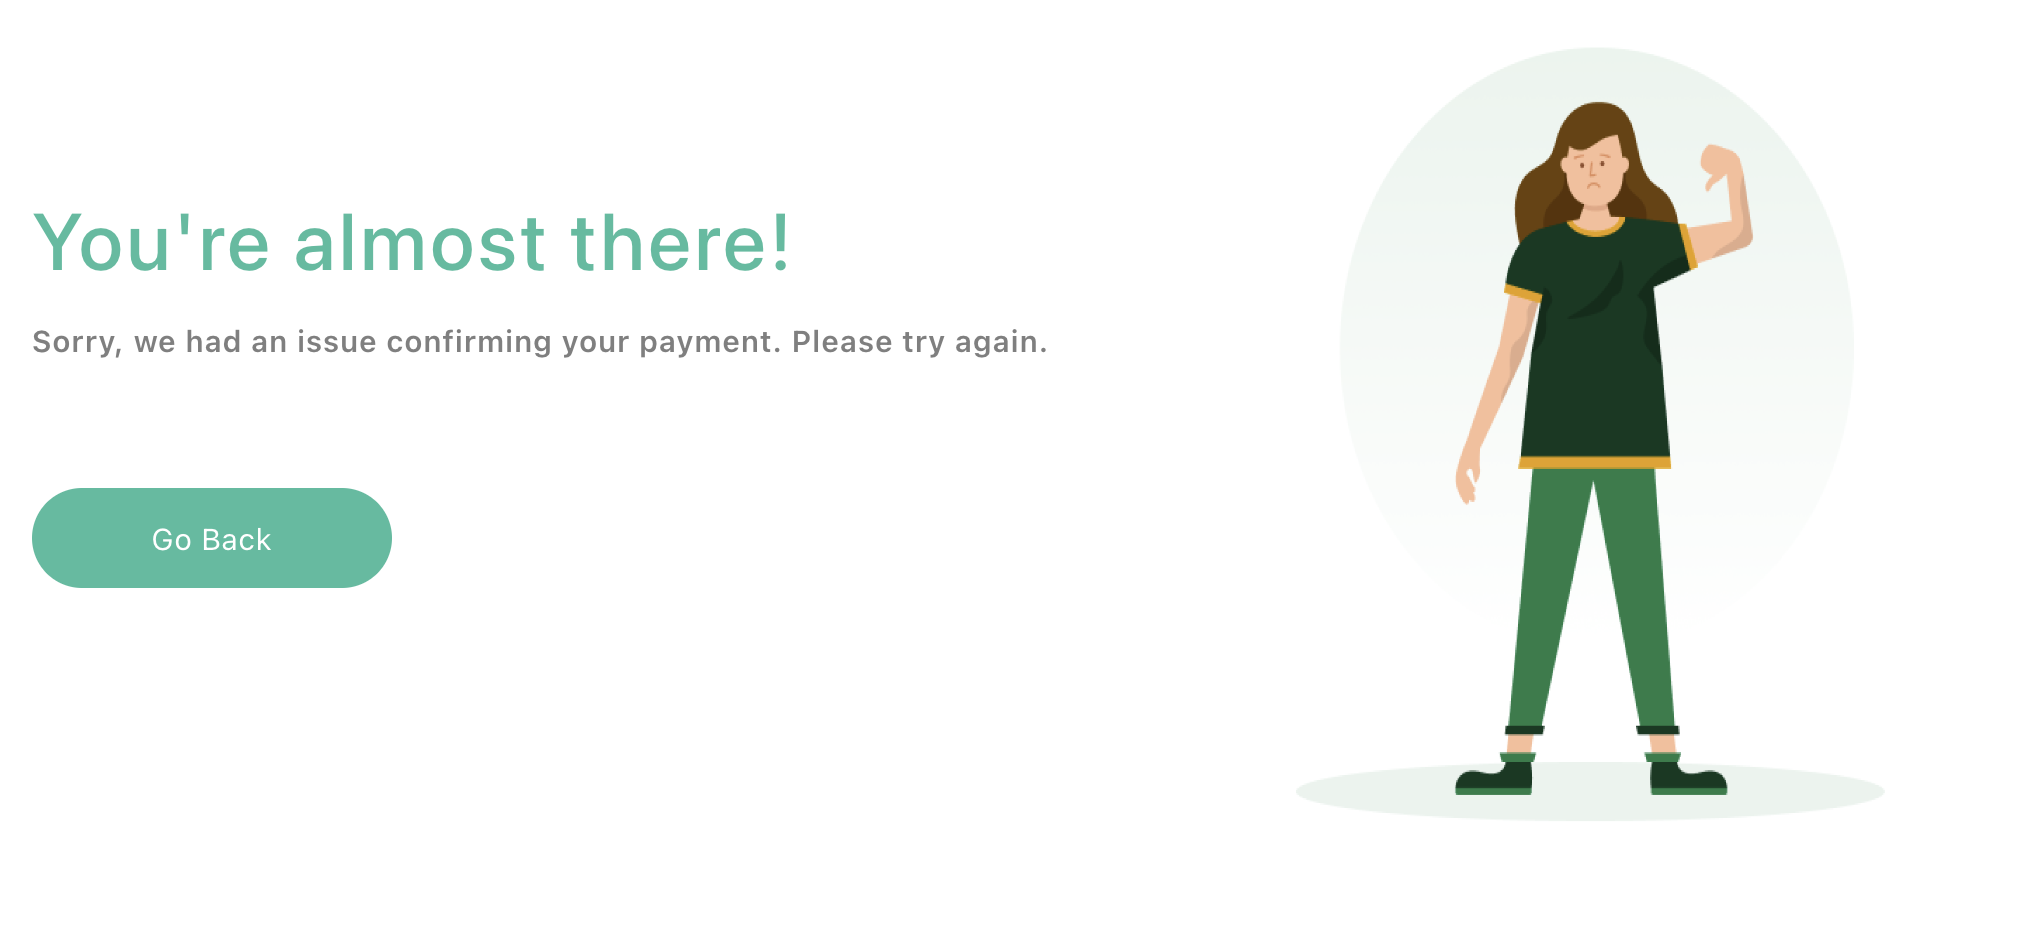 You're almost there!
Sorry, we had an issue confirming your payment. Please try again.
Go Back